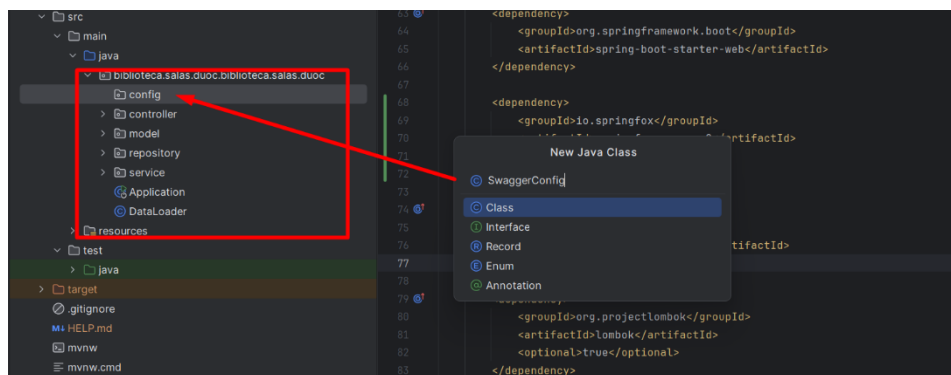 src
main
java
biblioteca.salas.duoc.biblioteca.salas.duoc
config
controller
model
repository
service
Application
DataLoader
resources
test
java
target
.gitignore
M↓ HELP.md
mvnw
mvnw.cmd
63 <dependency>
64 <groupId>org.springframework.boot</groupId>
65 <artifactId>spring-boot-starter-web</artifactId>
66 </dependency>
67
68 <dependency>
69 <groupId>io.springfox</groupId>
70 artifactId>
71
72
73
74
75
76 tifactId>
77
78
79 <dependency>
80 <groupId>org.projectlombok</groupId>
81 <artifactId>lombok</artifactId>
82 <optional>true</optional>
83 </dependency>
New Java Class
SwaggerConfig
Class
Interface
Record
Enum
Annotation